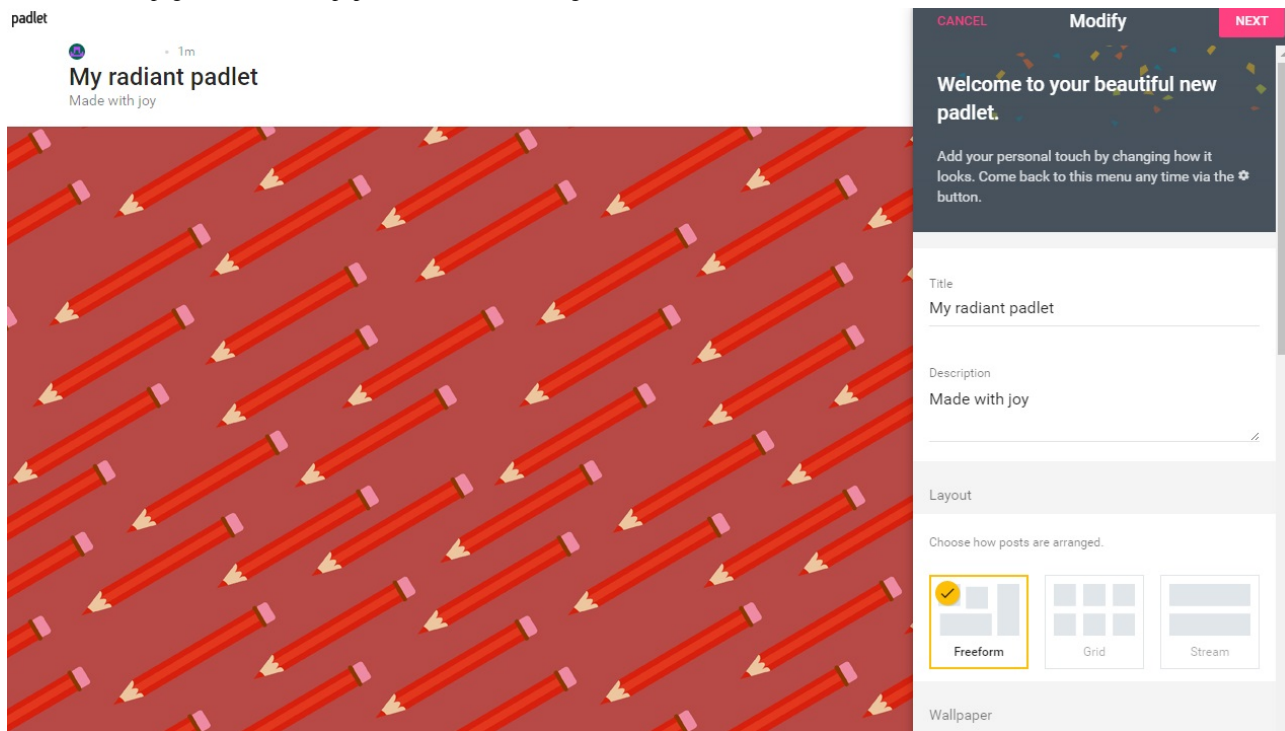 padlet
• 1m
My radiant padlet
Made with joy
CANCEL
Modify
NEXT
Welcome to your beautiful new
padlet.
Add your personal touch by changing how it
looks. Come back to this menu any time via the
button.
Title
My radiant padlet
Description
Made with joy
Layout
Choose how posts are arranged.
Freeform
Grid
Stream
Wallpaper